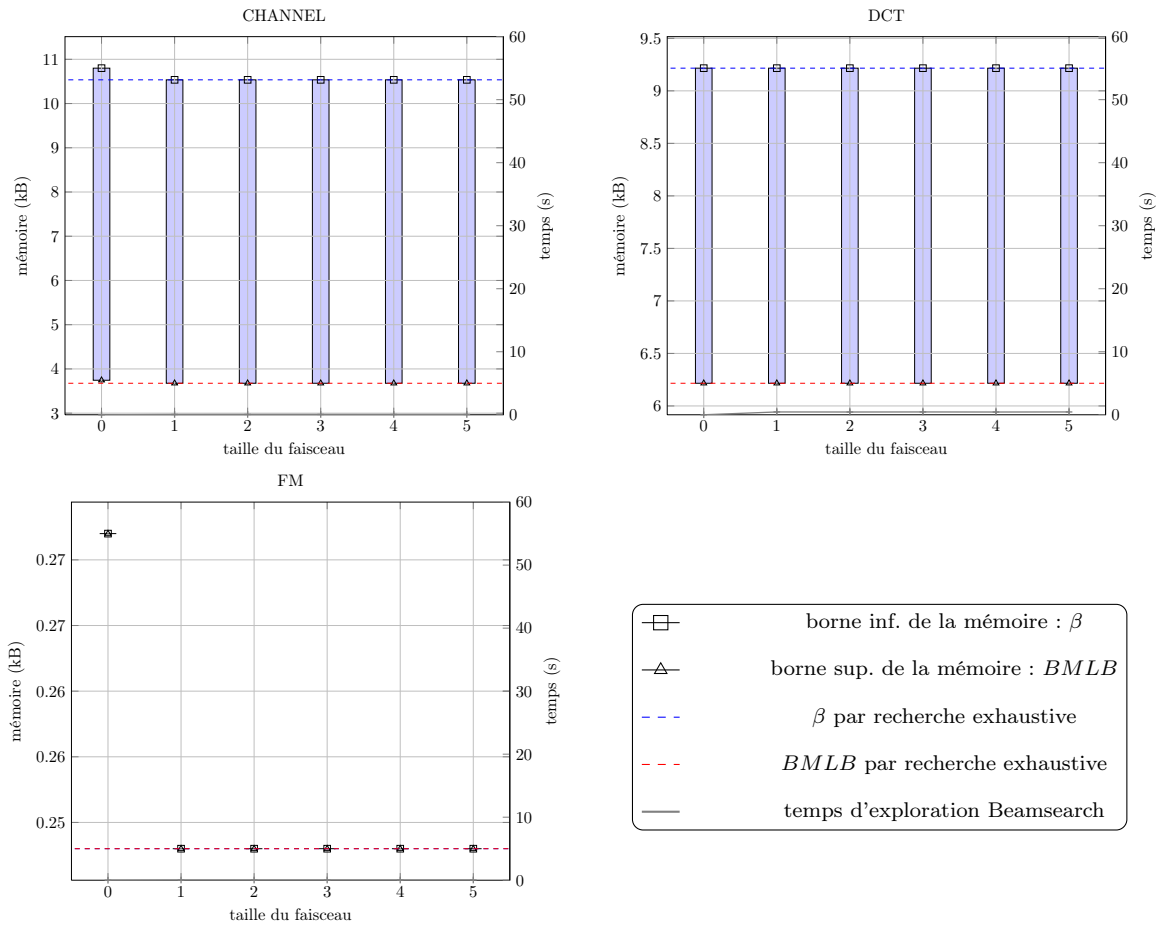 CHANNEL
11
10
9
8
7
6
5
4
3
mémoire (kB)
60
50
40
30
20
10
0
temps (s)
0 1 2 3 4 5
taille du faisceau
DCT
9.5
9
8.5
8
7.5
7
6.5
6
mémoire (kB)
60
50
40
30
20
10
0
temps (s)
0 1 2 3 4 5
taille du faisceau
FM
0.27
0.27
0.26
0.26
0.25
mémoire (kB)
60
50
40
30
20
10
0
temps (s)
0 1 2 3 4 5
taille du faisceau
borne inf. de la mémoire : β
borne sup. de la mémoire : BMLB
β par recherche exhaustive
BMLB par recherche exhaustive
temps d'exploration Beamsearch